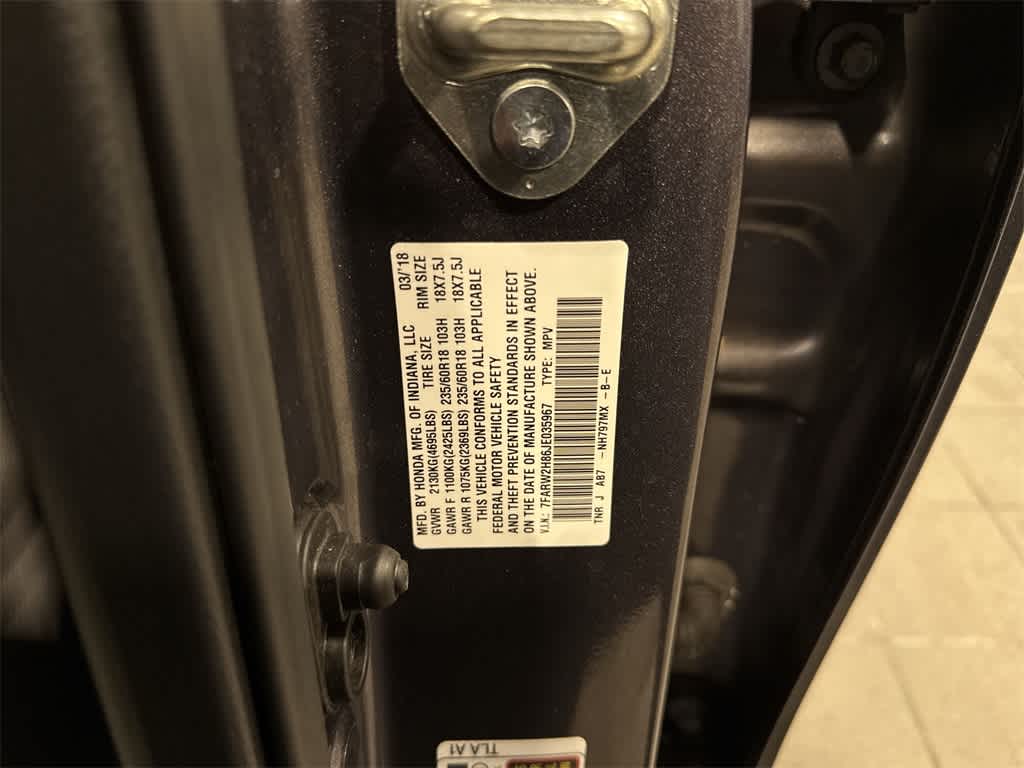 MFD. BY HONDA MFG. OF INDIANA, LLC 03/'18
GVWR 2130KG(4695LBS) TIRE SIZE RIM SIZE
GAWR F 1100KG(2425LBS) 235/60R18 103H 18X7.5J
GAWR R 1075KG(2369LBS) 235/60R18 103H 18X7.5J
THIS VEHICLE CONFORMS TO ALL APPLICABLE
FEDERAL MOTOR VEHICLE SAFETY
AND THEFT PREVENTION STANDARDS IN EFFECT
ON THE DATE OF MANUFACTURE SHOWN ABOVE.
V.I.N.: 7FARW2H86JE035967 TYPE: MPV
TNR J AB7 -NH797MX -B-E
TLA A1